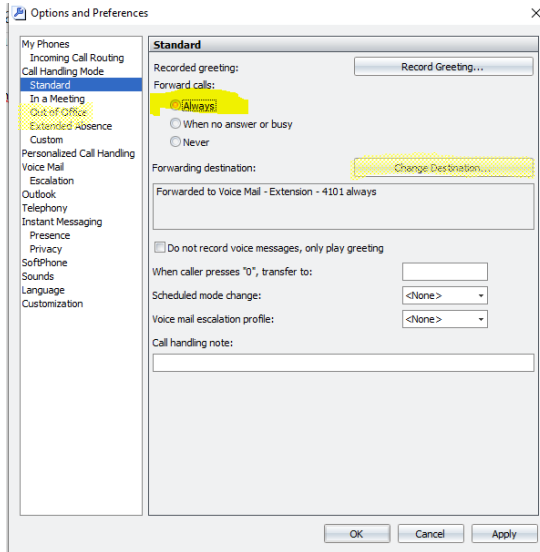 Options and Preferences
My Phones
Incoming Call Routing
Call Handling Mode
Standard
In a Meeting
Out of Office
Extended Absence
Custom
Personalized Call Handling
Voice Mail
Escalation
Outlook
Telephony
Instant Messaging
Presence
Privacy
SoftPhone
Sounds
Language
Customization
Standard
Recorded greeting:
Record Greeting...
Forward calls:
Always
When no answer or busy
Never
Forwarding destination:
Change Destination...
Forwarded to Voice Mail - Extension - 4101 always
Do not record voice messages, only play greeting
When caller presses "0", transfer to:
Scheduled mode change:
<None>
Voice mail escalation profile:
<None>
Call handling note:
OK
Cancel
Apply